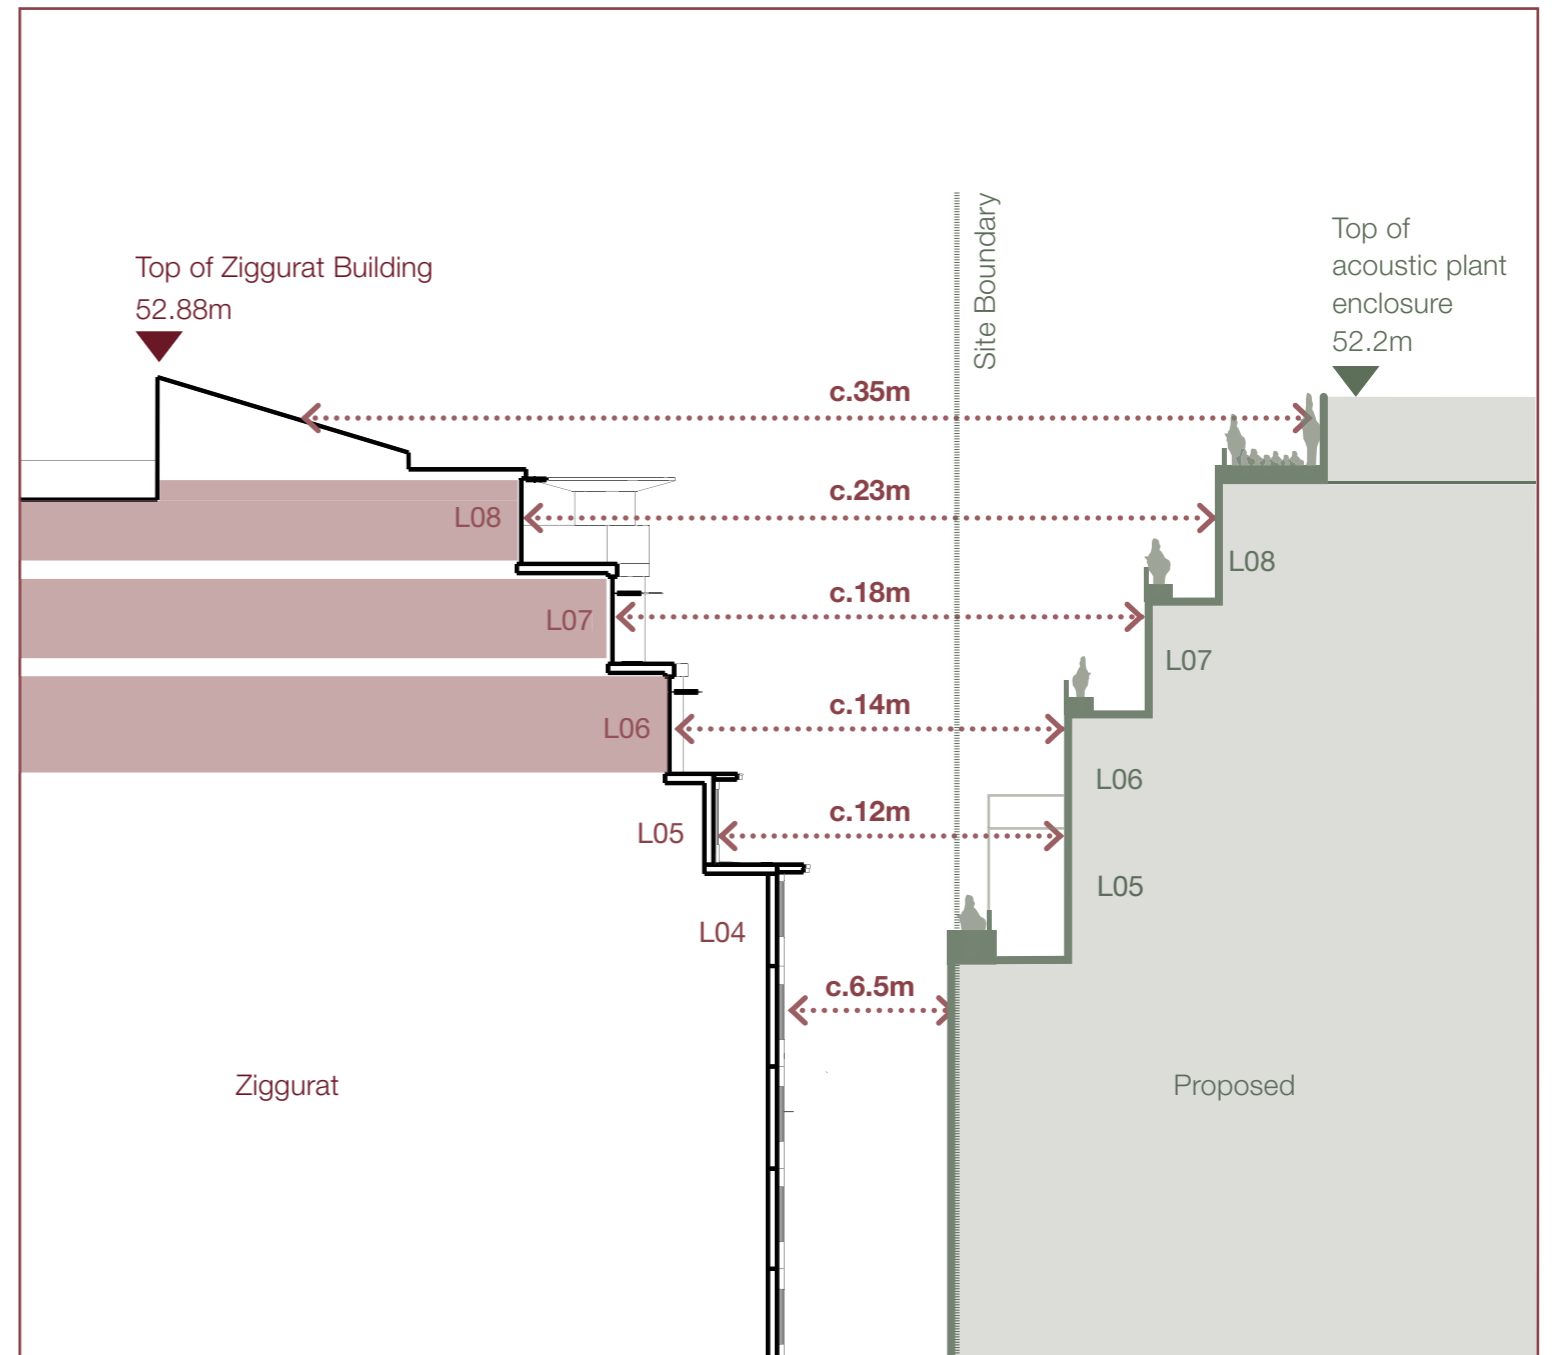 Top of Ziggurat Building
52.88m
Site Boundary
Top of
acoustic plant
enclosure
52.2m
c.35m
c.23m
L08
L08
c.18m
L07
L07
c.14m
L06
L06
c.12m
L05
L05
L04
c.6.5m
Ziggurat
Proposed